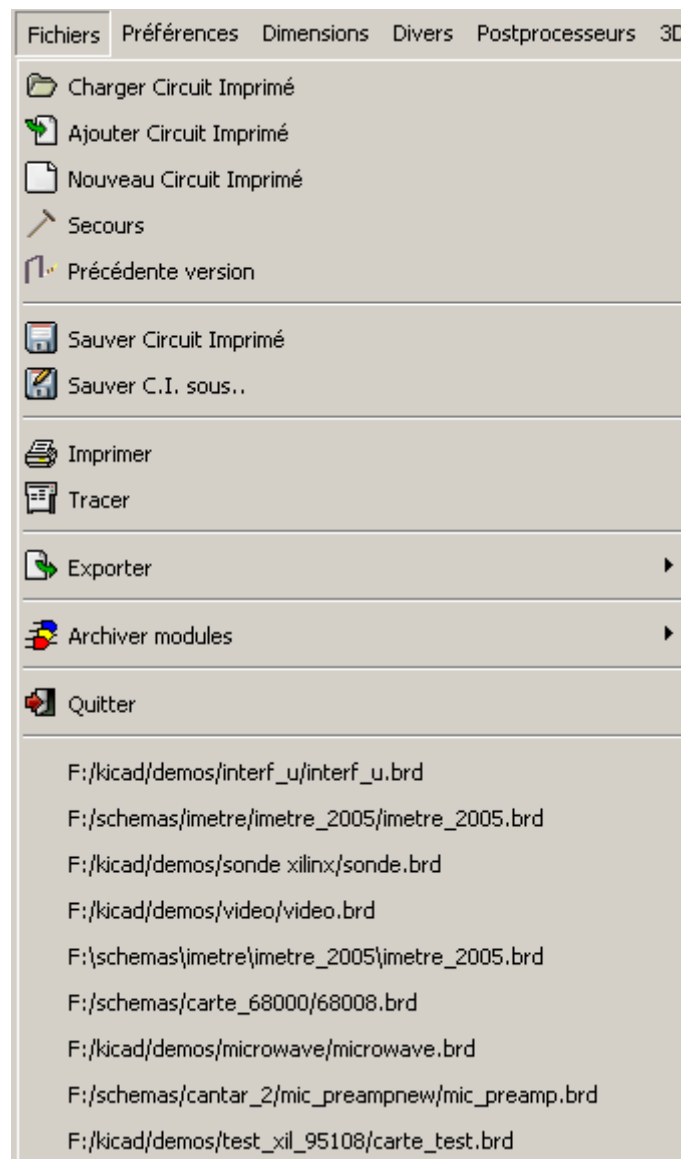 Fichiers Préférences Dimensions Divers Postprocesseurs 3D
Charger Circuit Imprimé
Ajouter Circuit Imprimé
Nouveau Circuit Imprimé
Secours
Précédente version
Sauver Circuit Imprimé
Sauver C.I. sous..
Imprimer
Tracer
Exporter
Archiver modules
Quitter
F:/kicad/demos/interf_u/interf_u.brd
F:/schemas/imetre/imetre_2005/imetre_2005.brd
F:/kicad/demos/sonde xilinx/sonde.brd
F:/kicad/demos/video/video.brd
F:\schemas\imetre\imetre_2005\imetre_2005.brd
F:/schemas/carte_68000/68008.brd
F:/kicad/demos/microwave/microwave.brd
F:/schemas/cantar_2/mic_preampnew/mic_preamp.brd
F:/kicad/demos/test_xil_95108/carte_test.brd